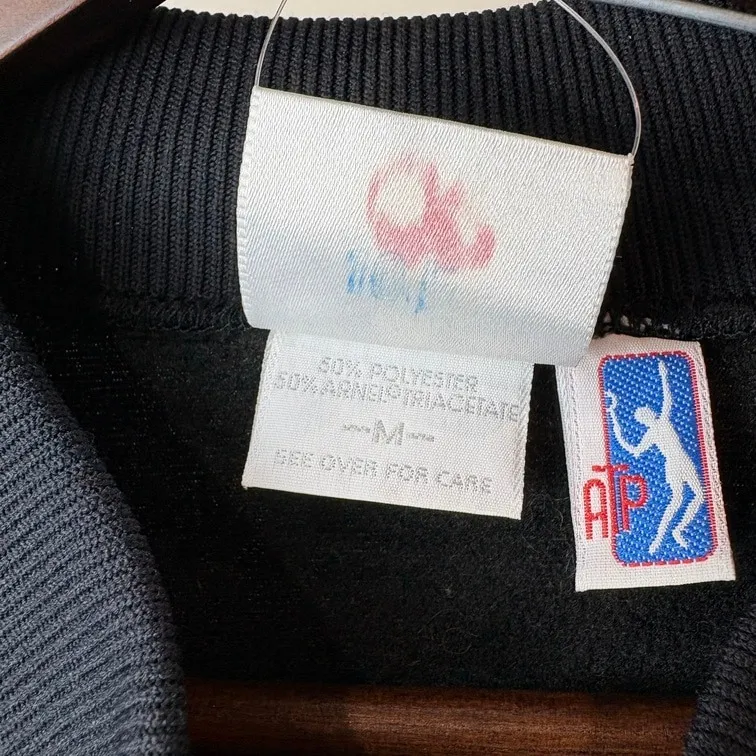 50% POLYESTER
50% ARNEL® TRIACETATE
—M—
SEE OVER FOR CARE
ATP